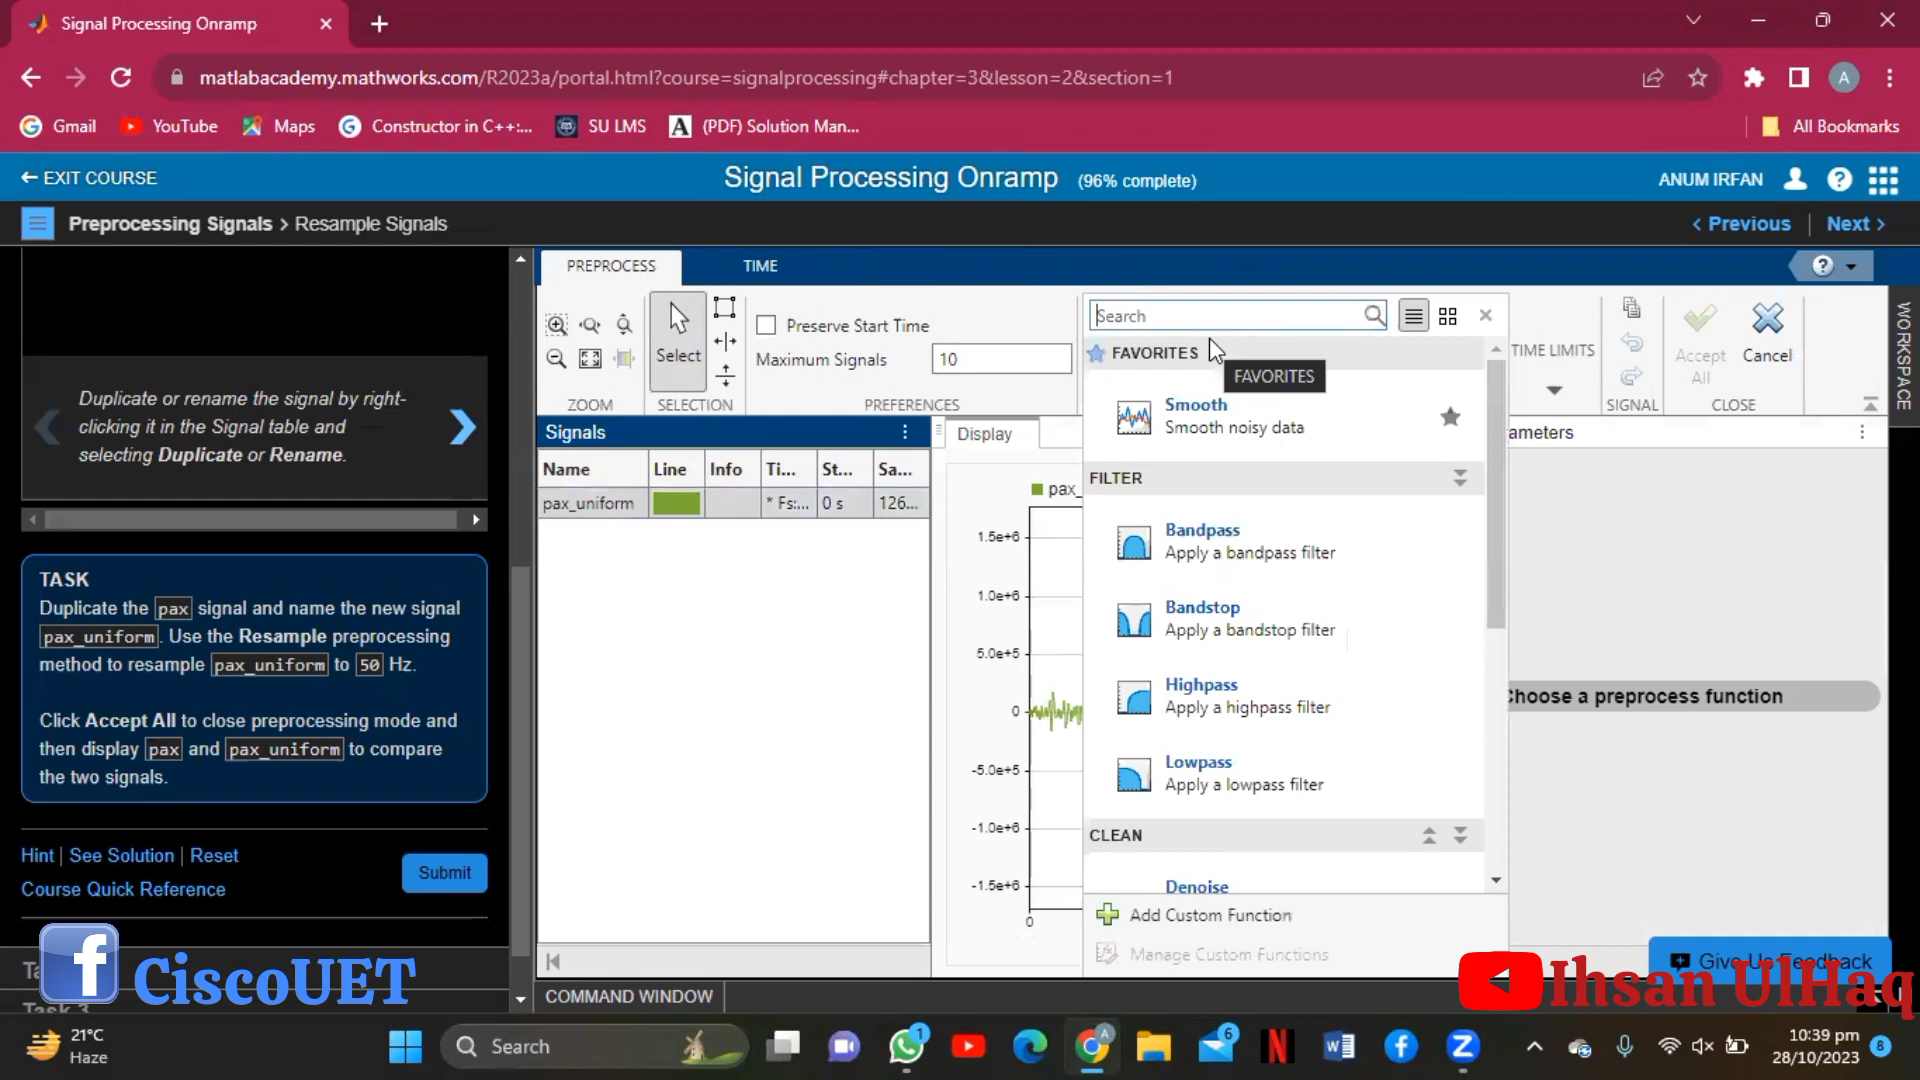 Signal Processing Onramp
matlabacademy.mathworks.com/R2023a/portal.html?course=signalprocessing#chapter=3&lesson=2&section=1
A
Gmail
YouTube
Maps
Constructor in C++:...
SU LMS
(PDF) Solution Man...
All Bookmarks
EXIT COURSE
Signal Processing Onramp (96% complete)
ANUM IRFAN
Preprocessing Signals > Resample Signals
< Previous
Next >
Duplicate or rename the signal by right-
clicking it in the Signal table and
selecting Duplicate or Rename.
TASK
Duplicate the pax signal and name the new signal
pax_uniform. Use the Resample preprocessing
method to resample pax_uniform to 50 Hz.
Click Accept All to close preprocessing mode and
then display pax and pax_uniform to compare
the two signals.
Hint | See Solution | Reset
Submit
Course Quick Reference
Task 3
CiscoUET
PREPROCESS
TIME
Select
Preserve Start Time
Maximum Signals 10
ZOOM
SELECTION
PREFERENCES
Search
FAVORITES
FAVORITES
Smooth
Smooth noisy data
FILTER
Bandpass
Apply a bandpass filter
Bandstop
Apply a bandstop filter
Highpass
Apply a highpass filter
Lowpass
Apply a lowpass filter
CLEAN
Denoise
Add Custom Function
Manage Custom Functions
TIME LIMITS
Accept
All
Cancel
SIGNAL
CLOSE
WORKSPACE
Signals
Name Line Info Ti... St... Sa...
pax_uniform * Fs:... 0 s 126...
Display
pax_
1.5e+6
1.0e+6
5.0e+5
0
-5.0e+5
-1.0e+6
-1.5e+6
0
ameters
hoose a preprocess function
Give Us Feedback
Ihsan UlHaq
COMMAND WINDOW
21°C
Haze
Search
1
A
6
10:39 pm
28/10/2023
8